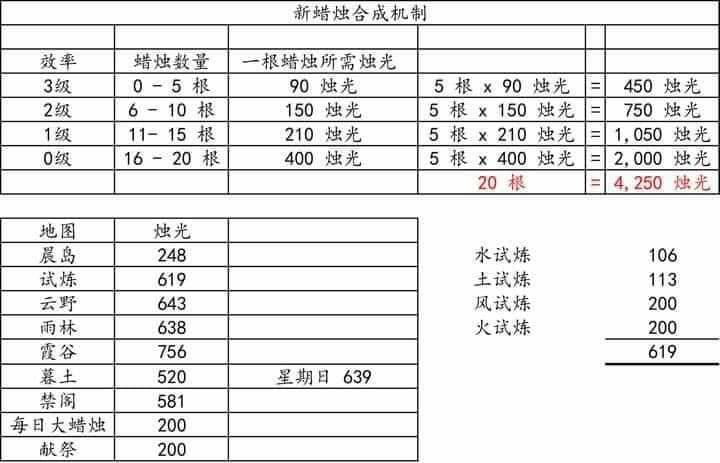 新蜡烛合成机制
效率 蜡烛数量 一根蜡烛所需烛光
3级 0 - 5 根 90 烛光 5 根 x 90 烛光 = 450 烛光
2级 6 - 10 根 150 烛光 5 根 x 150 烛光 = 750 烛光
1级 11- 15 根 210 烛光 5 根 x 210 烛光 = 1,050 烛光
0级 16 - 20 根 400 烛光 5 根 x 400 烛光 = 2,000 烛光
20 根 = 4,250 烛光
地图 烛光
晨岛 248
试炼 619
云野 643
雨林 638
霞谷 756
暮土 520 星期日 639
禁阁 581
每日大蜡烛 200
献祭 200
水试炼 106
土试炼 113
风试炼 200
火试炼 200
619